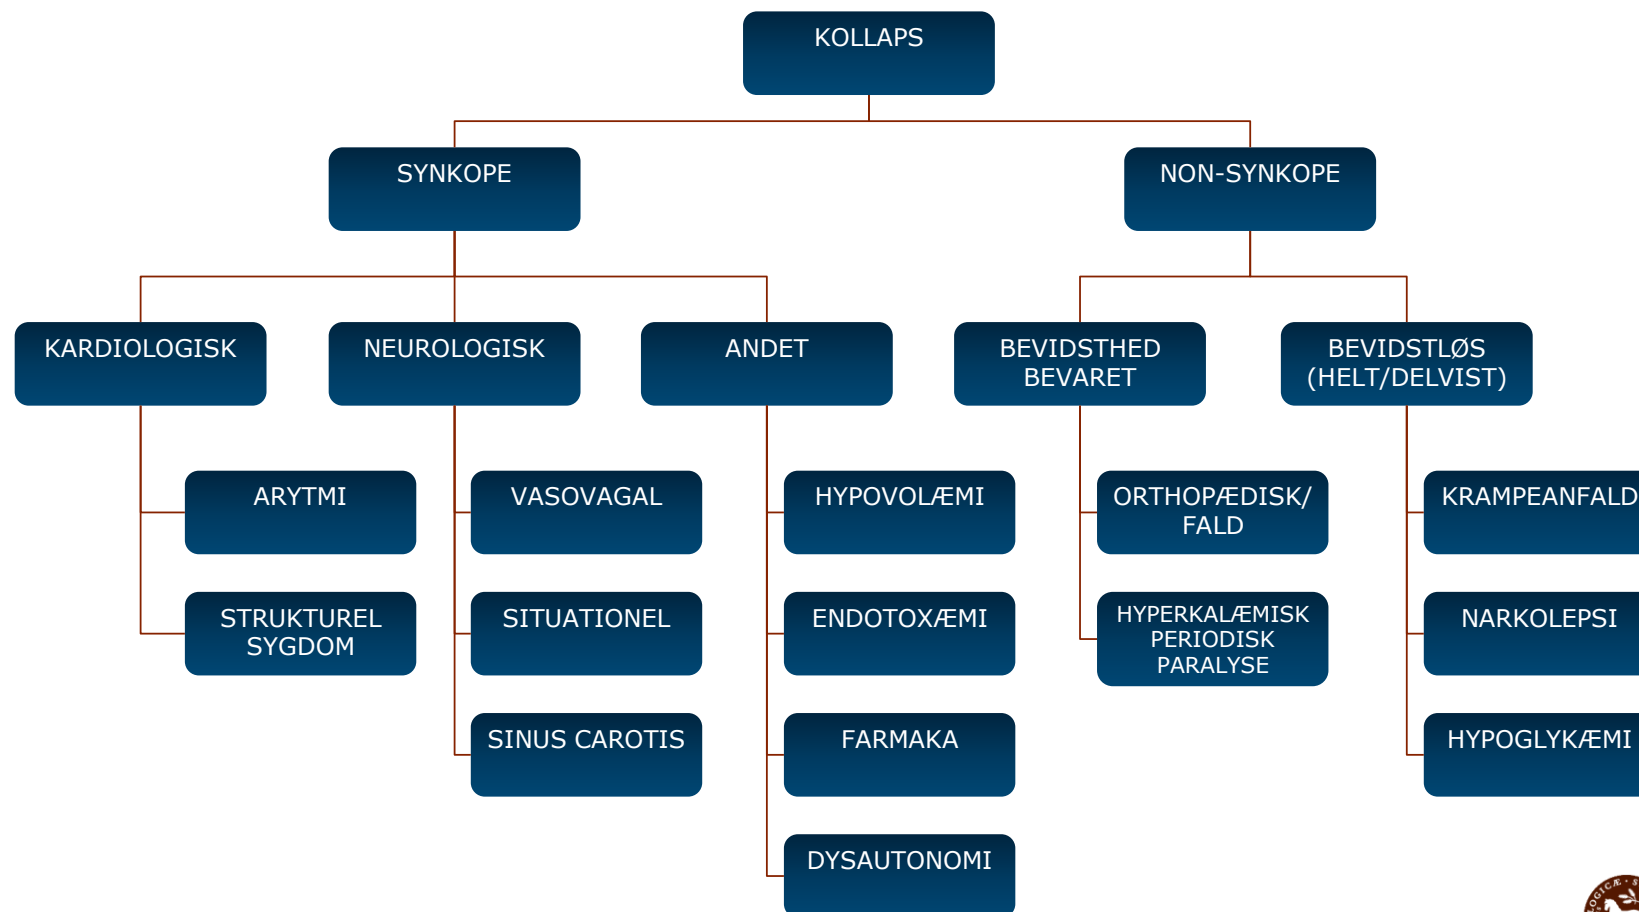 KOLLAPS
SYNKOPE
NON-SYNKOPE
KARDIOLOGISK
NEUROLOGISK
ANDET
BEVIDSTHED
BEVARET
BEVIDSTLØS
(HELT/DELVIST)
ARYTMI
VASOVAGAL
HYPOVOLÆMI
ORTHOPÆDISK/
FALD
KRAMPEANFALD
STRUKTUREL
SYGDOM
SITUATIONEL
ENDOTOXÆMI
HYPERKALÆMISK
PERIODISK
PARALYSE
NARKOLEPSI
SINUS CAROTIS
FARMAKA
HYPOGLYKÆMI
DYSAUTONOMI